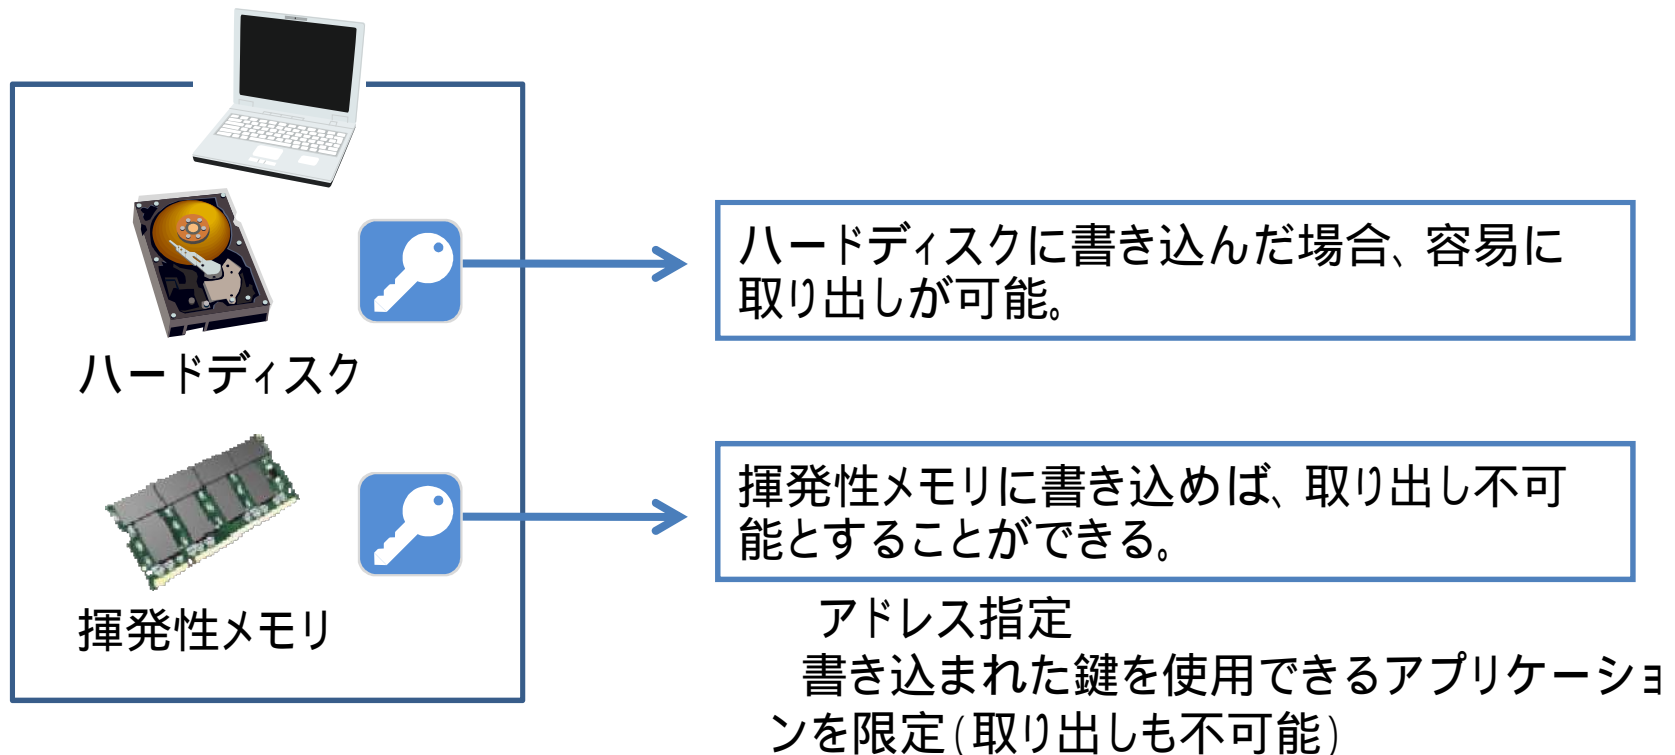 ハードディスクに書き込んだ場合、容易に
取り出しが可能。
ハードディスク
揮発性メモリに書き込めば、取り出し不可
能とすることができる。
揮発性メモリ
アドレス指定
書き込まれた鍵を使用できるアプリケーショ
ンを限定(取り出しも不可能)